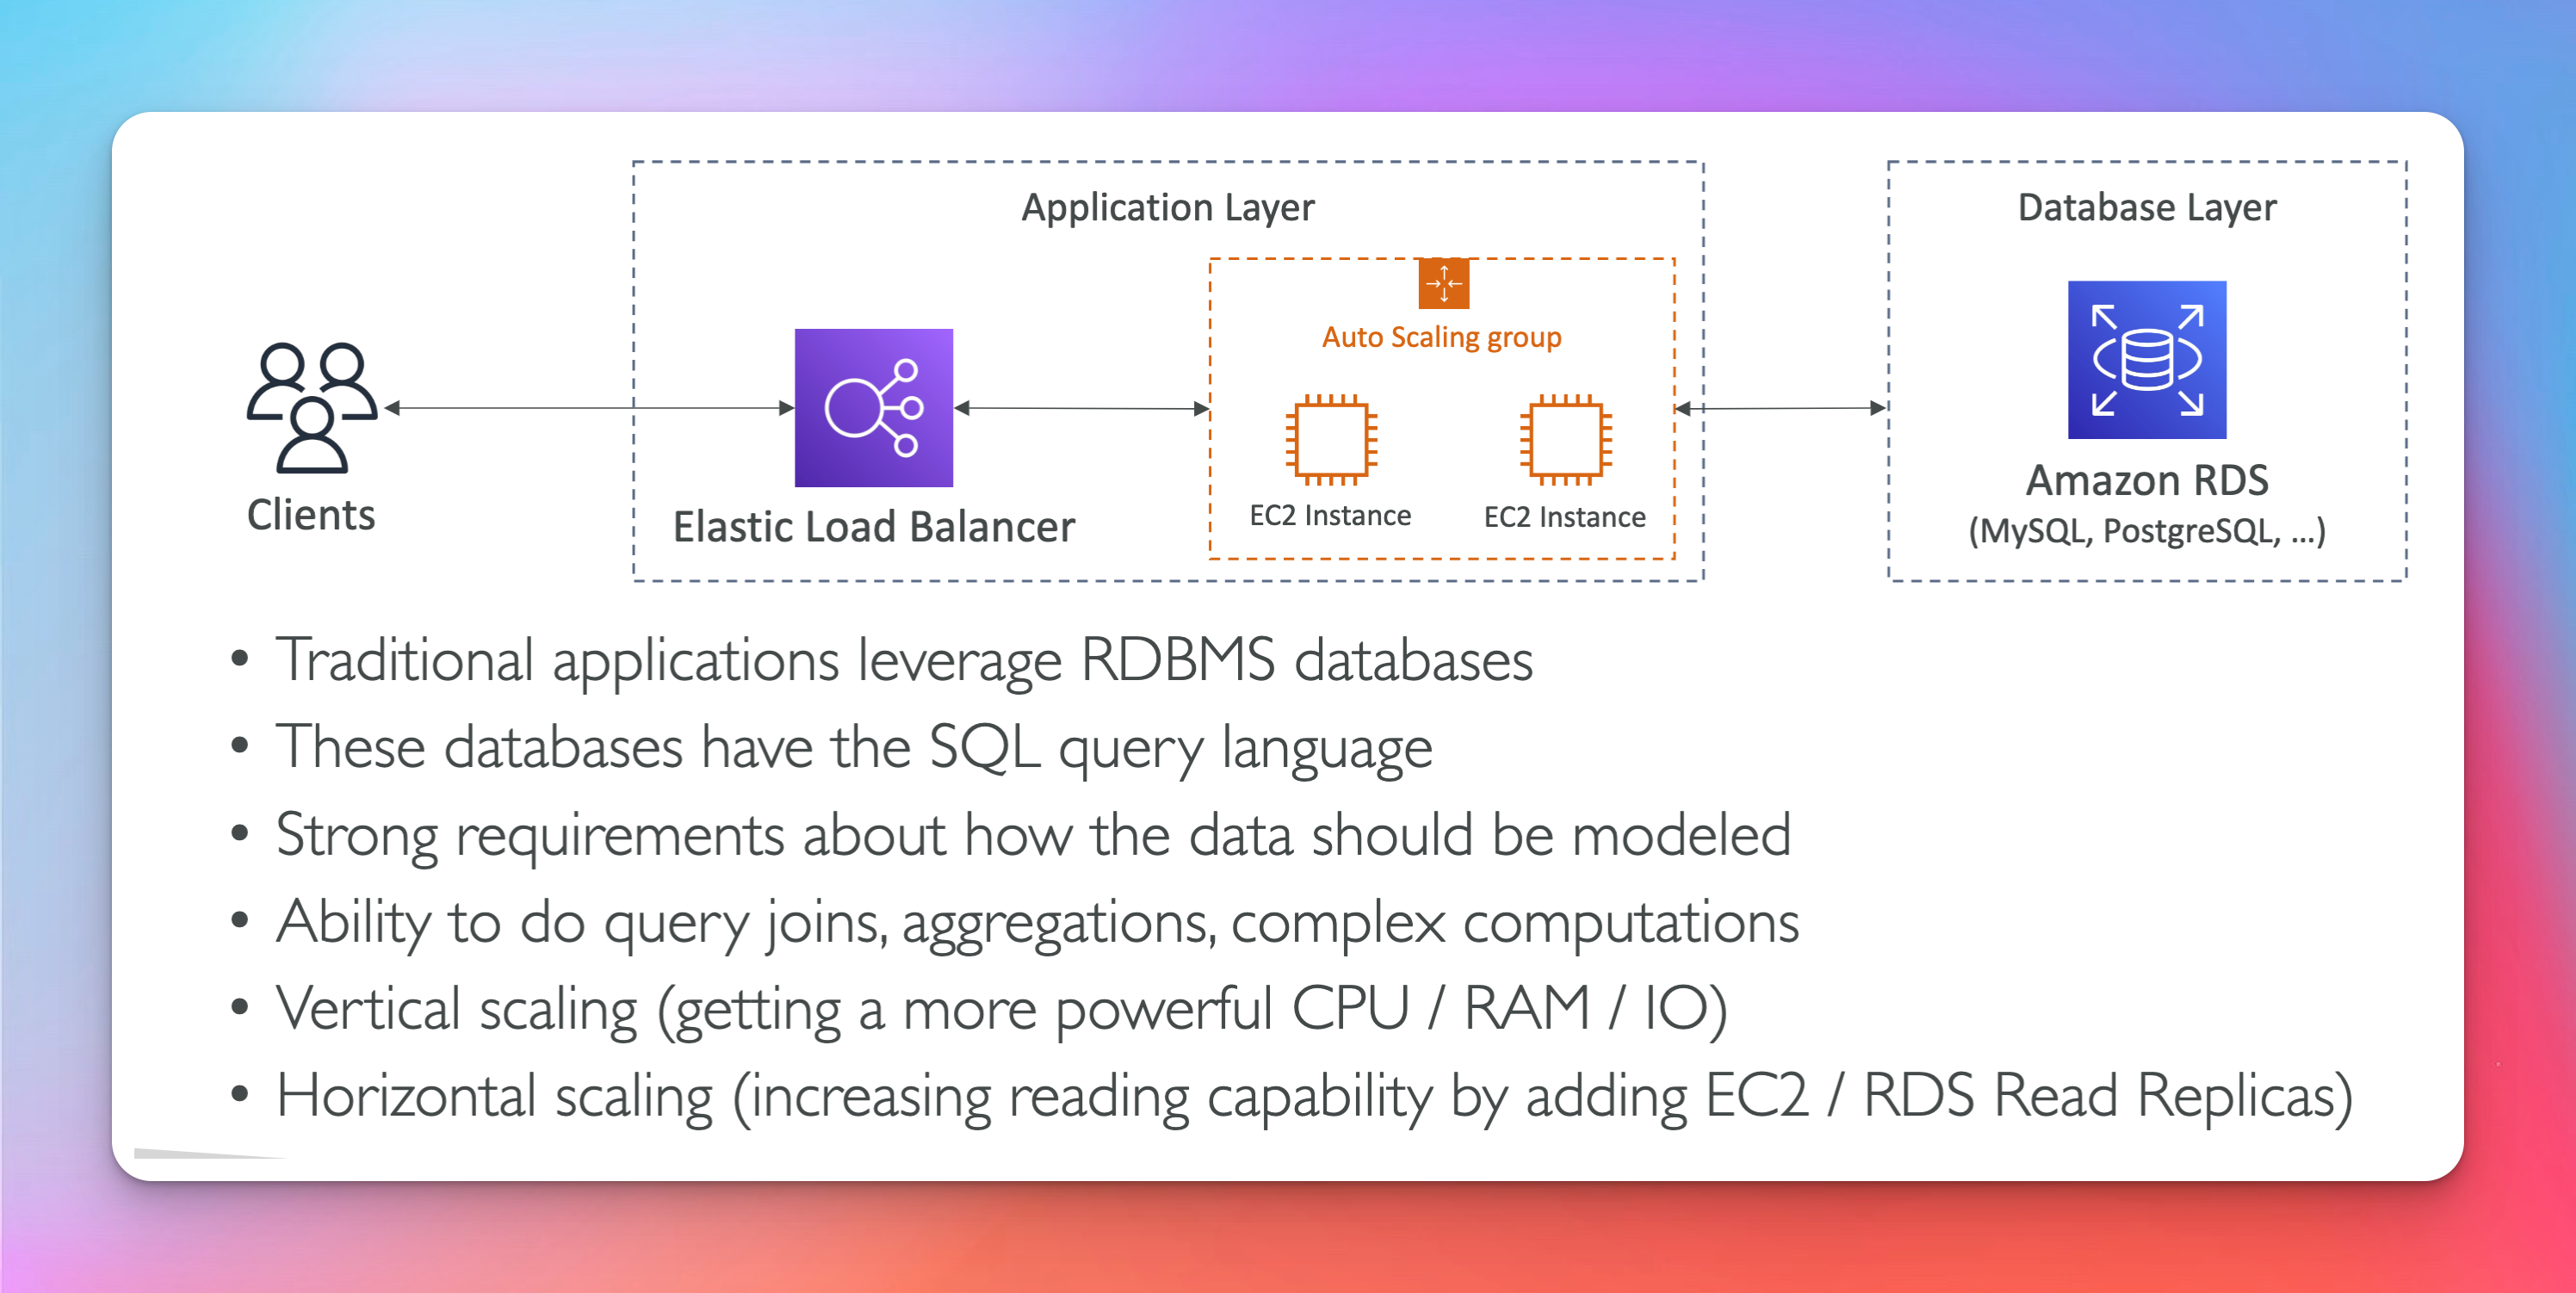 Application Layer
Database Layer
Auto Scaling group
Clients
Elastic Load Balancer
EC2 Instance
EC2 Instance
Amazon RDS
(MySQL, PostgreSQL, ...)
• Traditional applications leverage RDBMS databases
• These databases have the SQL query language
• Strong requirements about how the data should be modeled
• Ability to do query joins, aggregations, complex computations
• Vertical scaling (getting a more powerful CPU / RAM / IO)
• Horizontal scaling (increasing reading capability by adding EC2 / RDS Read Replicas)